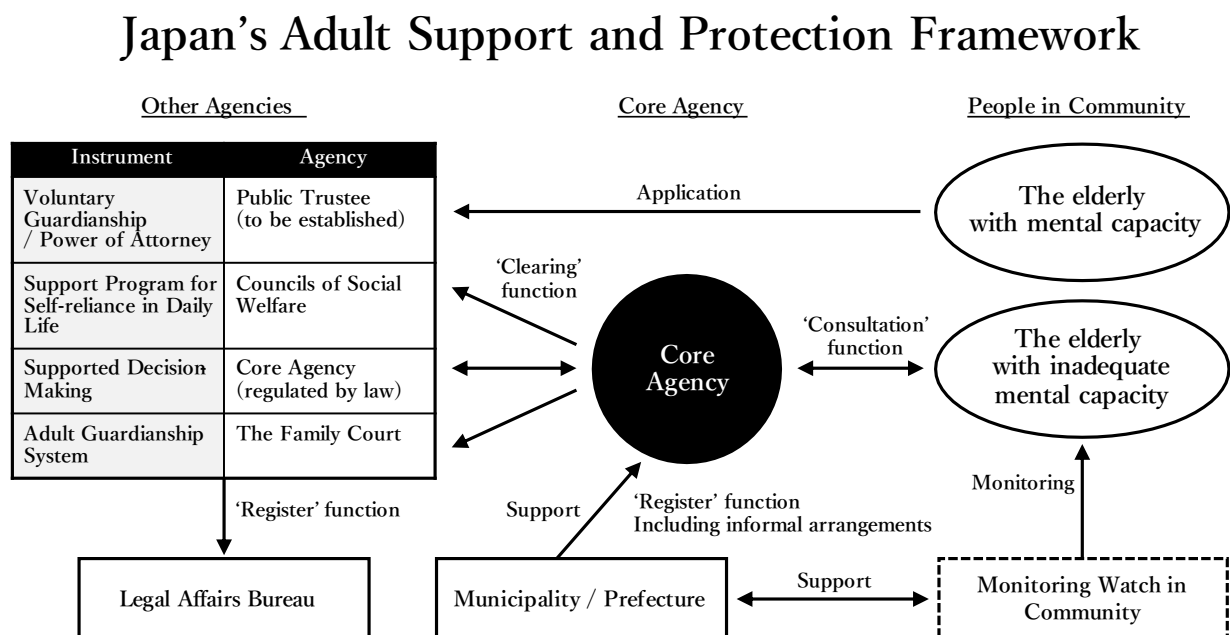 Japan's Adult Support and Protection Framework
Other Agencies
Core Agency
People in Community
Instrument
Agency
Voluntary
Guardianship
/ Power of Attorney
Public Trustee
(to be established)
Support Program for
Self-reliance in Daily
Life
Councils of Social
Welfare
Supported Decision-
Making
Core Agency
(regulated by law)
Adult Guardianship
System
The Family Court
Application
The elderly
with mental capacity
‘Clearing’
function
Core
Agency
‘Consultation’
function
The elderly
with inadequate
mental capacity
‘Register’ function
Support
‘Register’ function
Including informal arrangements
Monitoring
Legal Affairs Bureau
Municipality / Prefecture
Support
Monitoring Watch in
Community